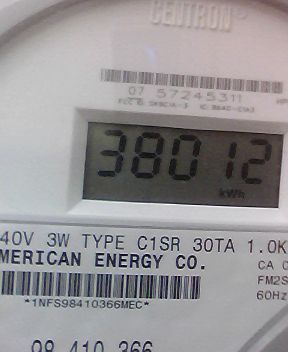 CENTRON
07 57245311
38012
kWh
40V 3W TYPE C1SR 30TA 1.0K
MERICAN ENERGY CO.
CA
FM2S
60Hz
*1NFS98410366MEC*
98 410 366